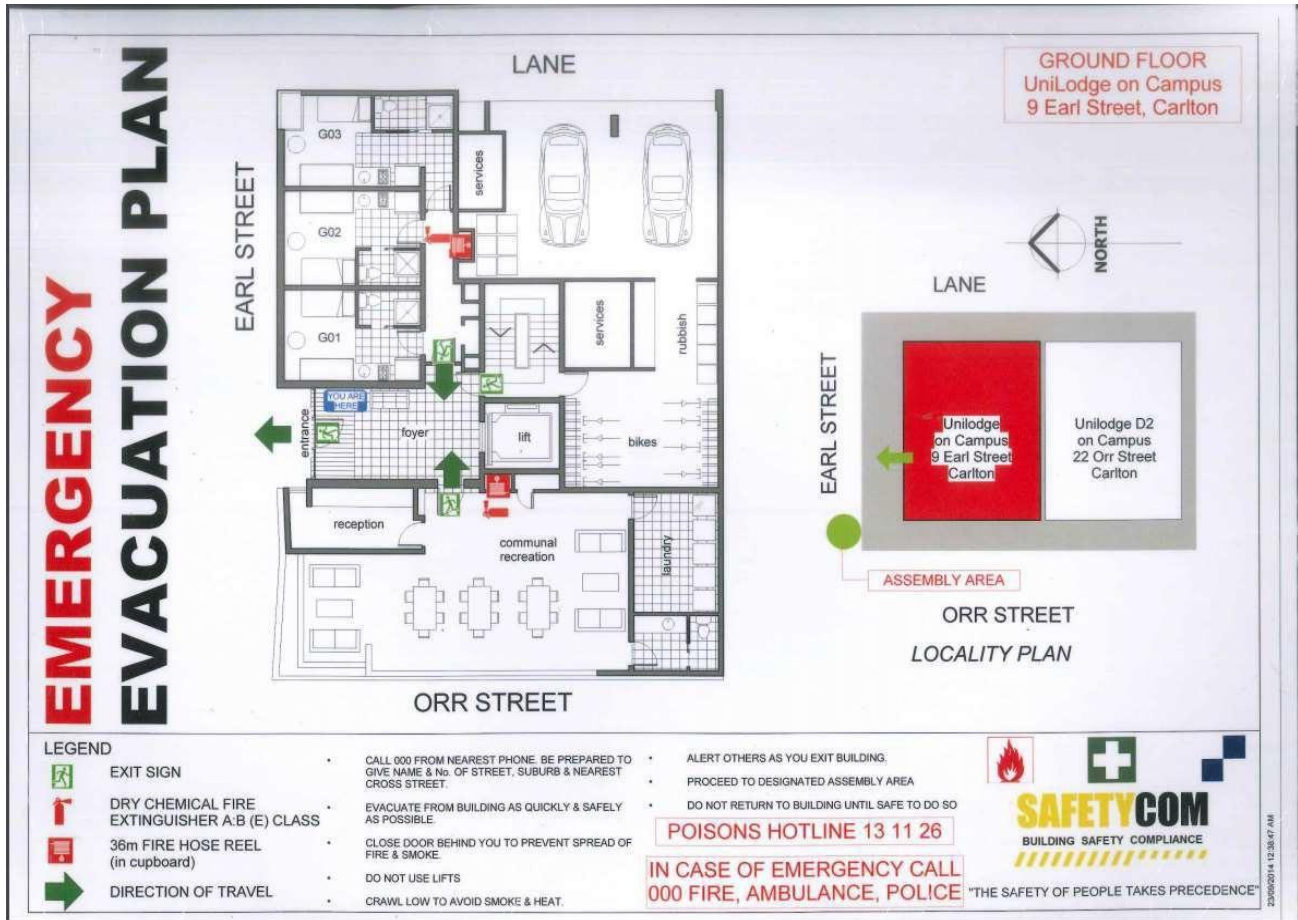 EMERGENCY
EVACUATION PLAN
LANE
EARL STREET
G03
G02
G01
services
services
rubbish
YOU ARE
HERE
entrance
foyer
lift
bikes
reception
communal
recreation
laundry
ORR STREET
GROUND FLOOR
UniLodge on Campus
9 Earl Street, Carlton
NORTH
LANE
EARL STREET
Unilodge
on Campus
9 Earl Street
Carlton
Unilodge D2
on Campus
22 Orr Street
Carlton
ASSEMBLY AREA
ORR STREET
LOCALITY PLAN
LEGEND
EXIT SIGN
DRY CHEMICAL FIRE
EXTINGUISHER A:B (E) CLASS
36m FIRE HOSE REEL
(in cupboard)
DIRECTION OF TRAVEL
• CALL 000 FROM NEAREST PHONE. BE PREPARED TO
GIVE NAME & No. OF STREET, SUBURB & NEAREST
CROSS STREET.
• EVACUATE FROM BUILDING AS QUICKLY & SAFELY
AS POSSIBLE.
• CLOSE DOOR BEHIND YOU TO PREVENT SPREAD OF
FIRE & SMOKE.
• DO NOT USE LIFTS
• CRAWL LOW TO AVOID SMOKE & HEAT.
• ALERT OTHERS AS YOU EXIT BUILDING.
• PROCEED TO DESIGNATED ASSEMBLY AREA
• DO NOT RETURN TO BUILDING UNTIL SAFE TO DO SO
POISONS HOTLINE 13 11 26
IN CASE OF EMERGENCY CALL
000 FIRE, AMBULANCE, POLICE
SAFETYCOM
BUILDING SAFETY COMPLIANCE
"THE SAFETY OF PEOPLE TAKES PRECEDENCE"
23/09/2014 12:38:47 AM